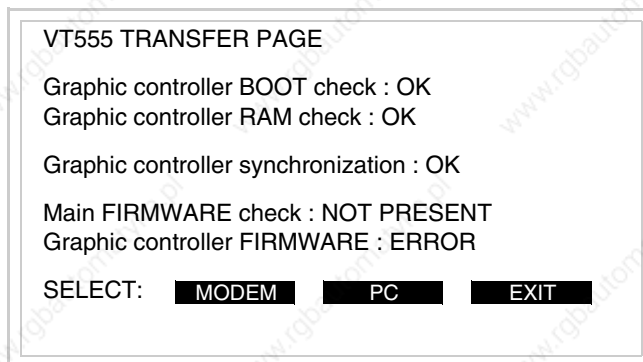 VT555 TRANSFER PAGE
Graphic controller BOOT check : OK
Graphic controller RAM check : OK
Graphic controller synchronization : OK
Main FIRMWARE check : NOT PRESENT
Graphic controller FIRMWARE : ERROR
SELECT: MODEM PC EXIT